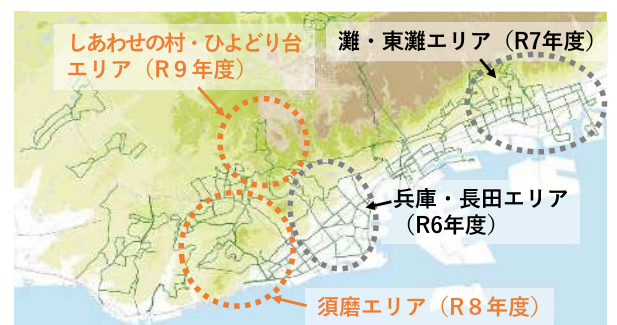 しあわせの村・ひよどり台
エリア（R９年度）
灘・東灘エリア（R7年度）
兵庫・長田エリア
（R6年度）
須磨エリア（R８年度）